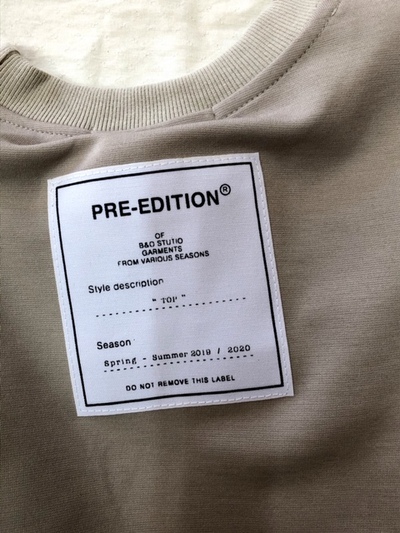 PRE-EDITION®
OF
B&O STUTIO
GARMENTS
FROM VARIOUS SEASONS
Style description
" TOP "
Season
Spring - Summer 2019 / 2020
DO NOT REMOVE THIS LABEL